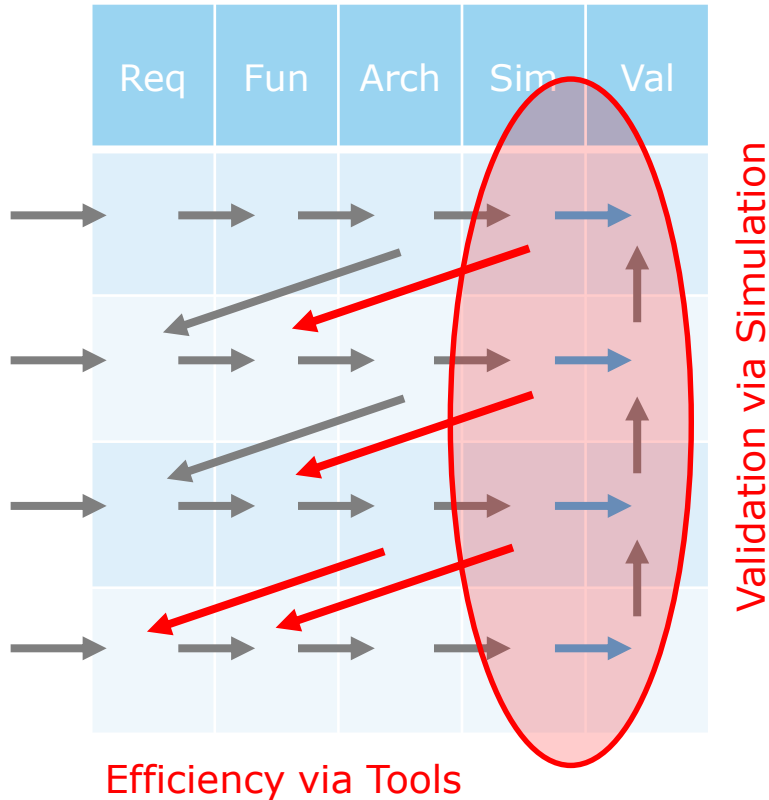 Req Fun Arch Sim Val
Validation via Simulation
Efficiency via Tools